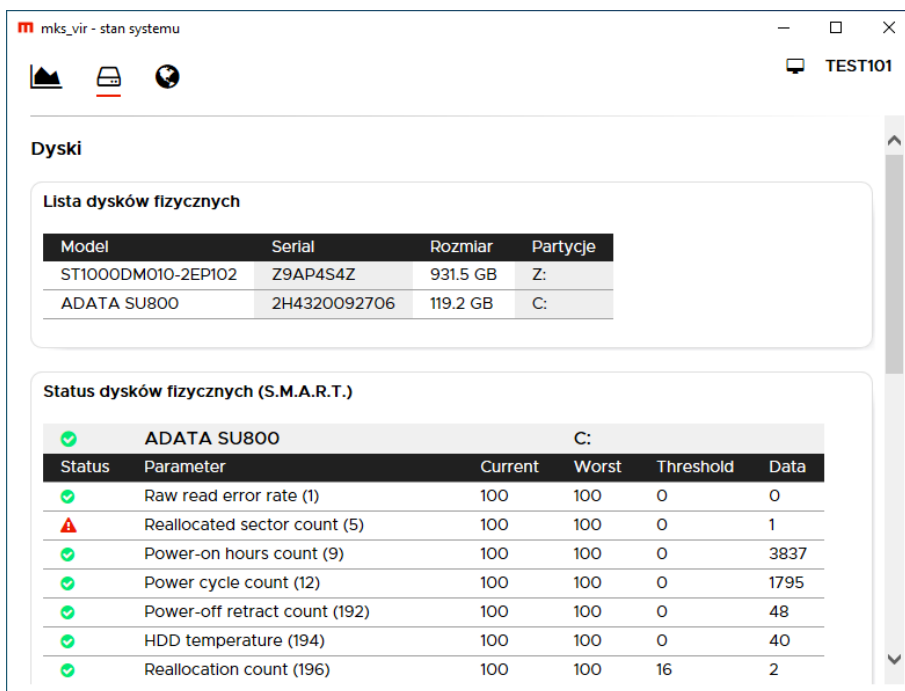 mks_vir - stan systemu
TEST101
Dyski
Lista dysków fizycznych
Model Serial Rozmiar Partycje
ST1000DM010-2EP102 Z9AP4S4Z 931.5 GB Z:
ADATA SU800 2H4320092706 119.2 GB C:
Status dysków fizycznych (S.M.A.R.T.)
ADATA SU800 C:
Status Parameter Current Worst Threshold Data
Raw read error rate (1) 100 100 0 0
Reallocated sector count (5) 100 100 0 1
Power-on hours count (9) 100 100 0 3837
Power cycle count (12) 100 100 0 1795
Power-off retract count (192) 100 100 0 48
HDD temperature (194) 100 100 0 40
Reallocation count (196) 100 100 16 2